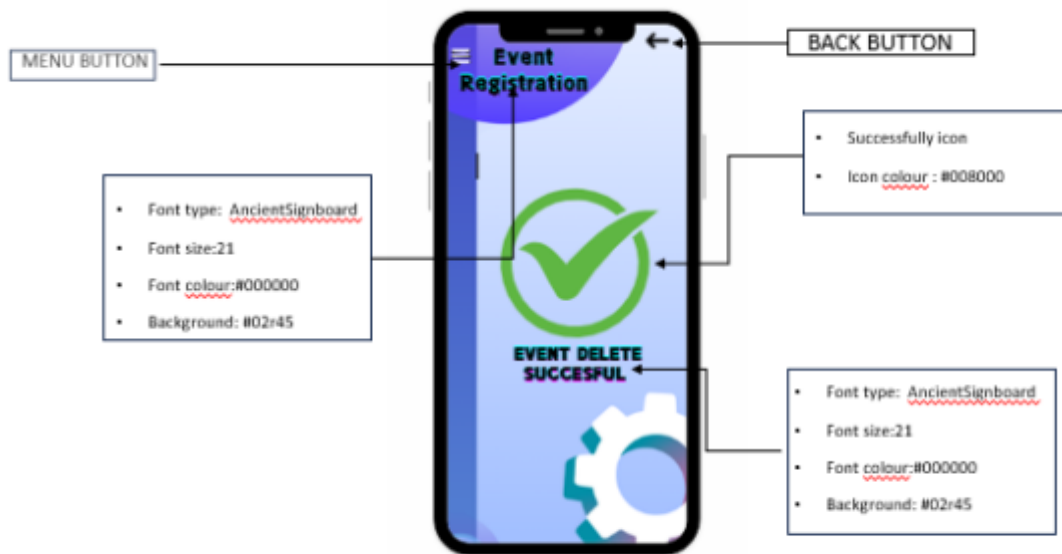 MENU BUTTON
Event
Registration
BACK BUTTON
• Successfully icon
• Icon colour : #008000
• Font type: AncientSignboard
• Font size:21
• Font colour:#000000
• Background: #02r45
EVENT DELETE
SUCCESFUL
• Font type: AncientSignboard
• Font size:21
• Font colour:#000000
• Background: #02r45